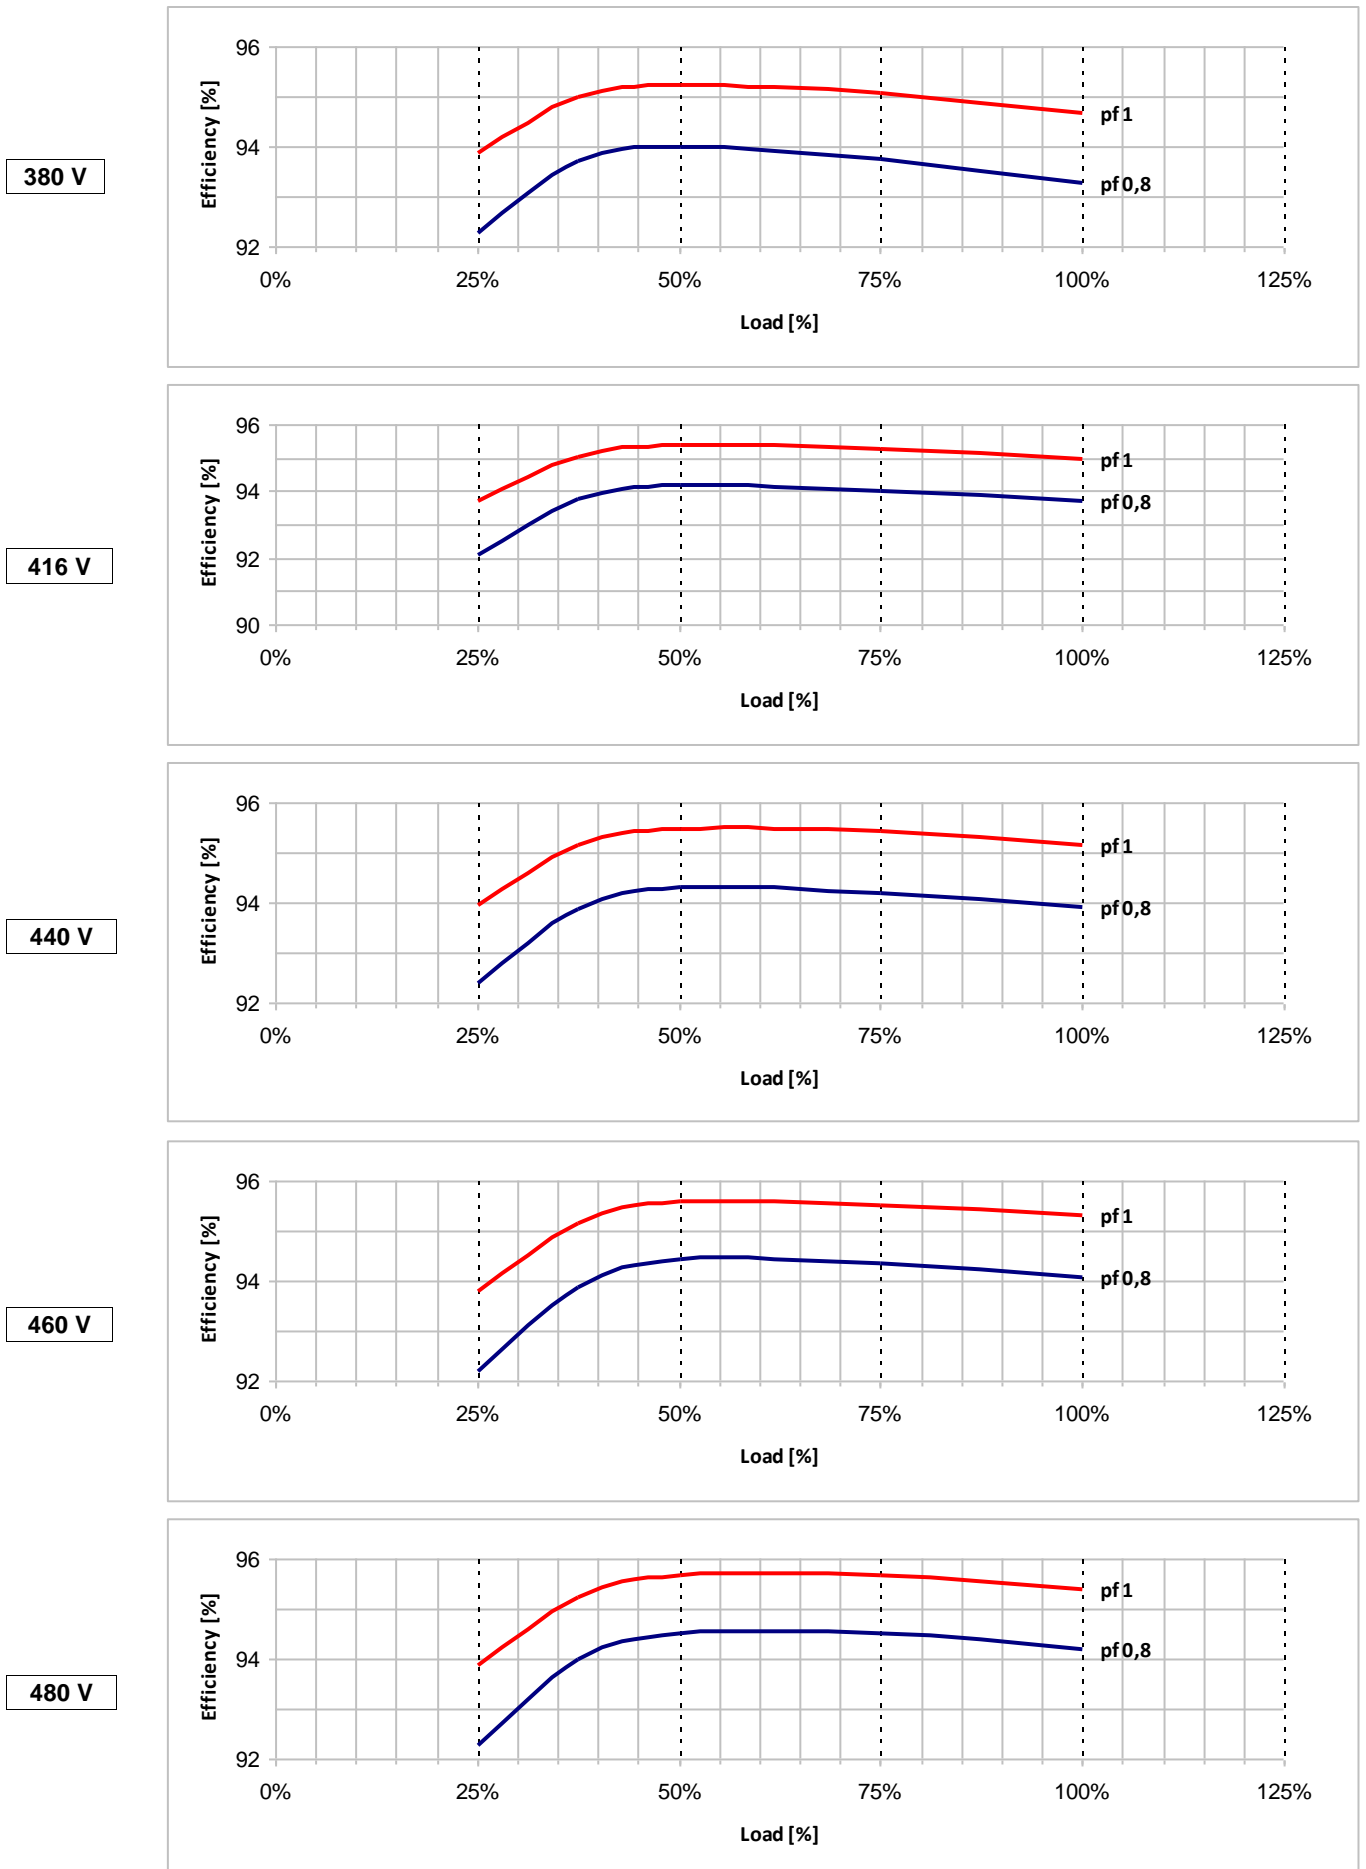 96
94
92
Efficiency [%]
pf 1
pf 0,8
380 V
0% 25% 50% 75% 100% 125%
Load [%]
96
94
92
90
Efficiency [%]
pf 1
pf 0,8
416 V
0% 25% 50% 75% 100% 125%
Load [%]
96
94
92
Efficiency [%]
pf 1
pf 0,8
440 V
0% 25% 50% 75% 100% 125%
Load [%]
96
94
92
Efficiency [%]
pf 1
pf 0,8
460 V
0% 25% 50% 75% 100% 125%
Load [%]
96
94
92
Efficiency [%]
pf 1
pf 0,8
480 V
0% 25% 50% 75% 100% 125%
Load [%]